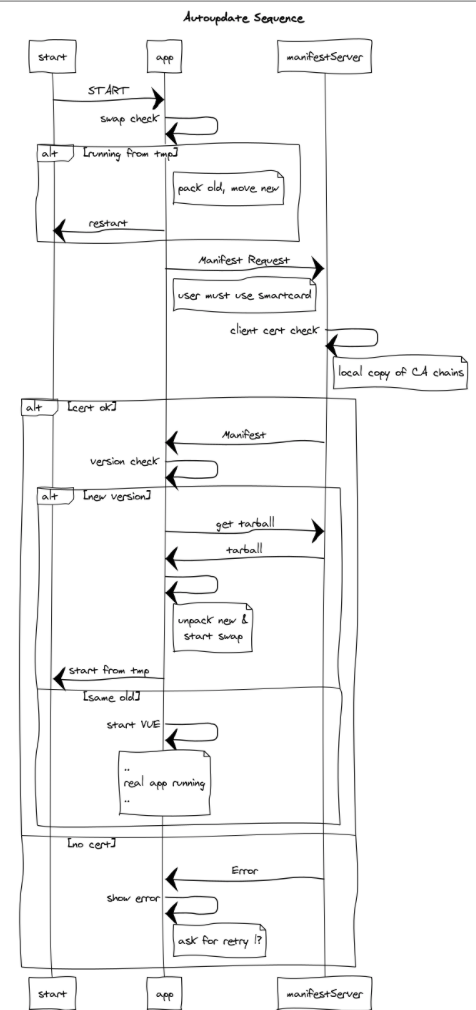 Autoupdate Sequence
start
app
manifestServer
START
swap check
alt
[running from tmp]
pack old, move new
restart
Manifest Request
user must use smartcard
client cert check
local copy of CA chains
alt
[cert ok]
Manifest
version check
alt
[new version]
get tarball
tarball
unpack new &
start swap
start from tmp
[same old]
start VUE
..
real app running
..
[no cert]
Error
show error
ask for retry !?
start
app
manifestServer